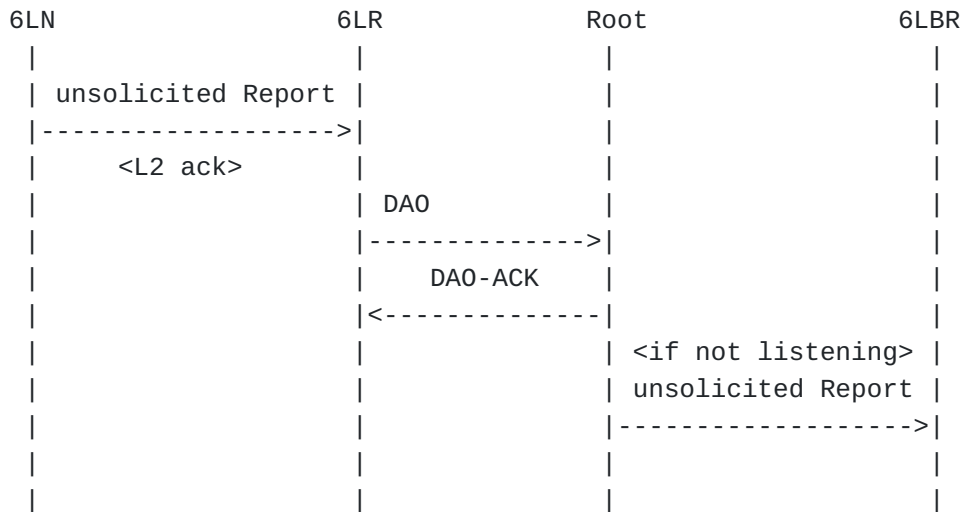 6LN                 6LR              Root                6LBR
 |                    |               |                    |
 | unsolicited Report |               |                    |
 |------------------->|               |                    |
 |     <L2 ack>       |               |                    |
 |                    | DAO           |                    |
 |                    |-------------->|                    |
 |                    |    DAO-ACK    |                    |
 |                    |<--------------|                    |
 |                    |               | <if not listening> |
 |                    |               | unsolicited Report |
 |                    |               |------------------->|
 |                    |               |                    |
 |                    |               |                    |